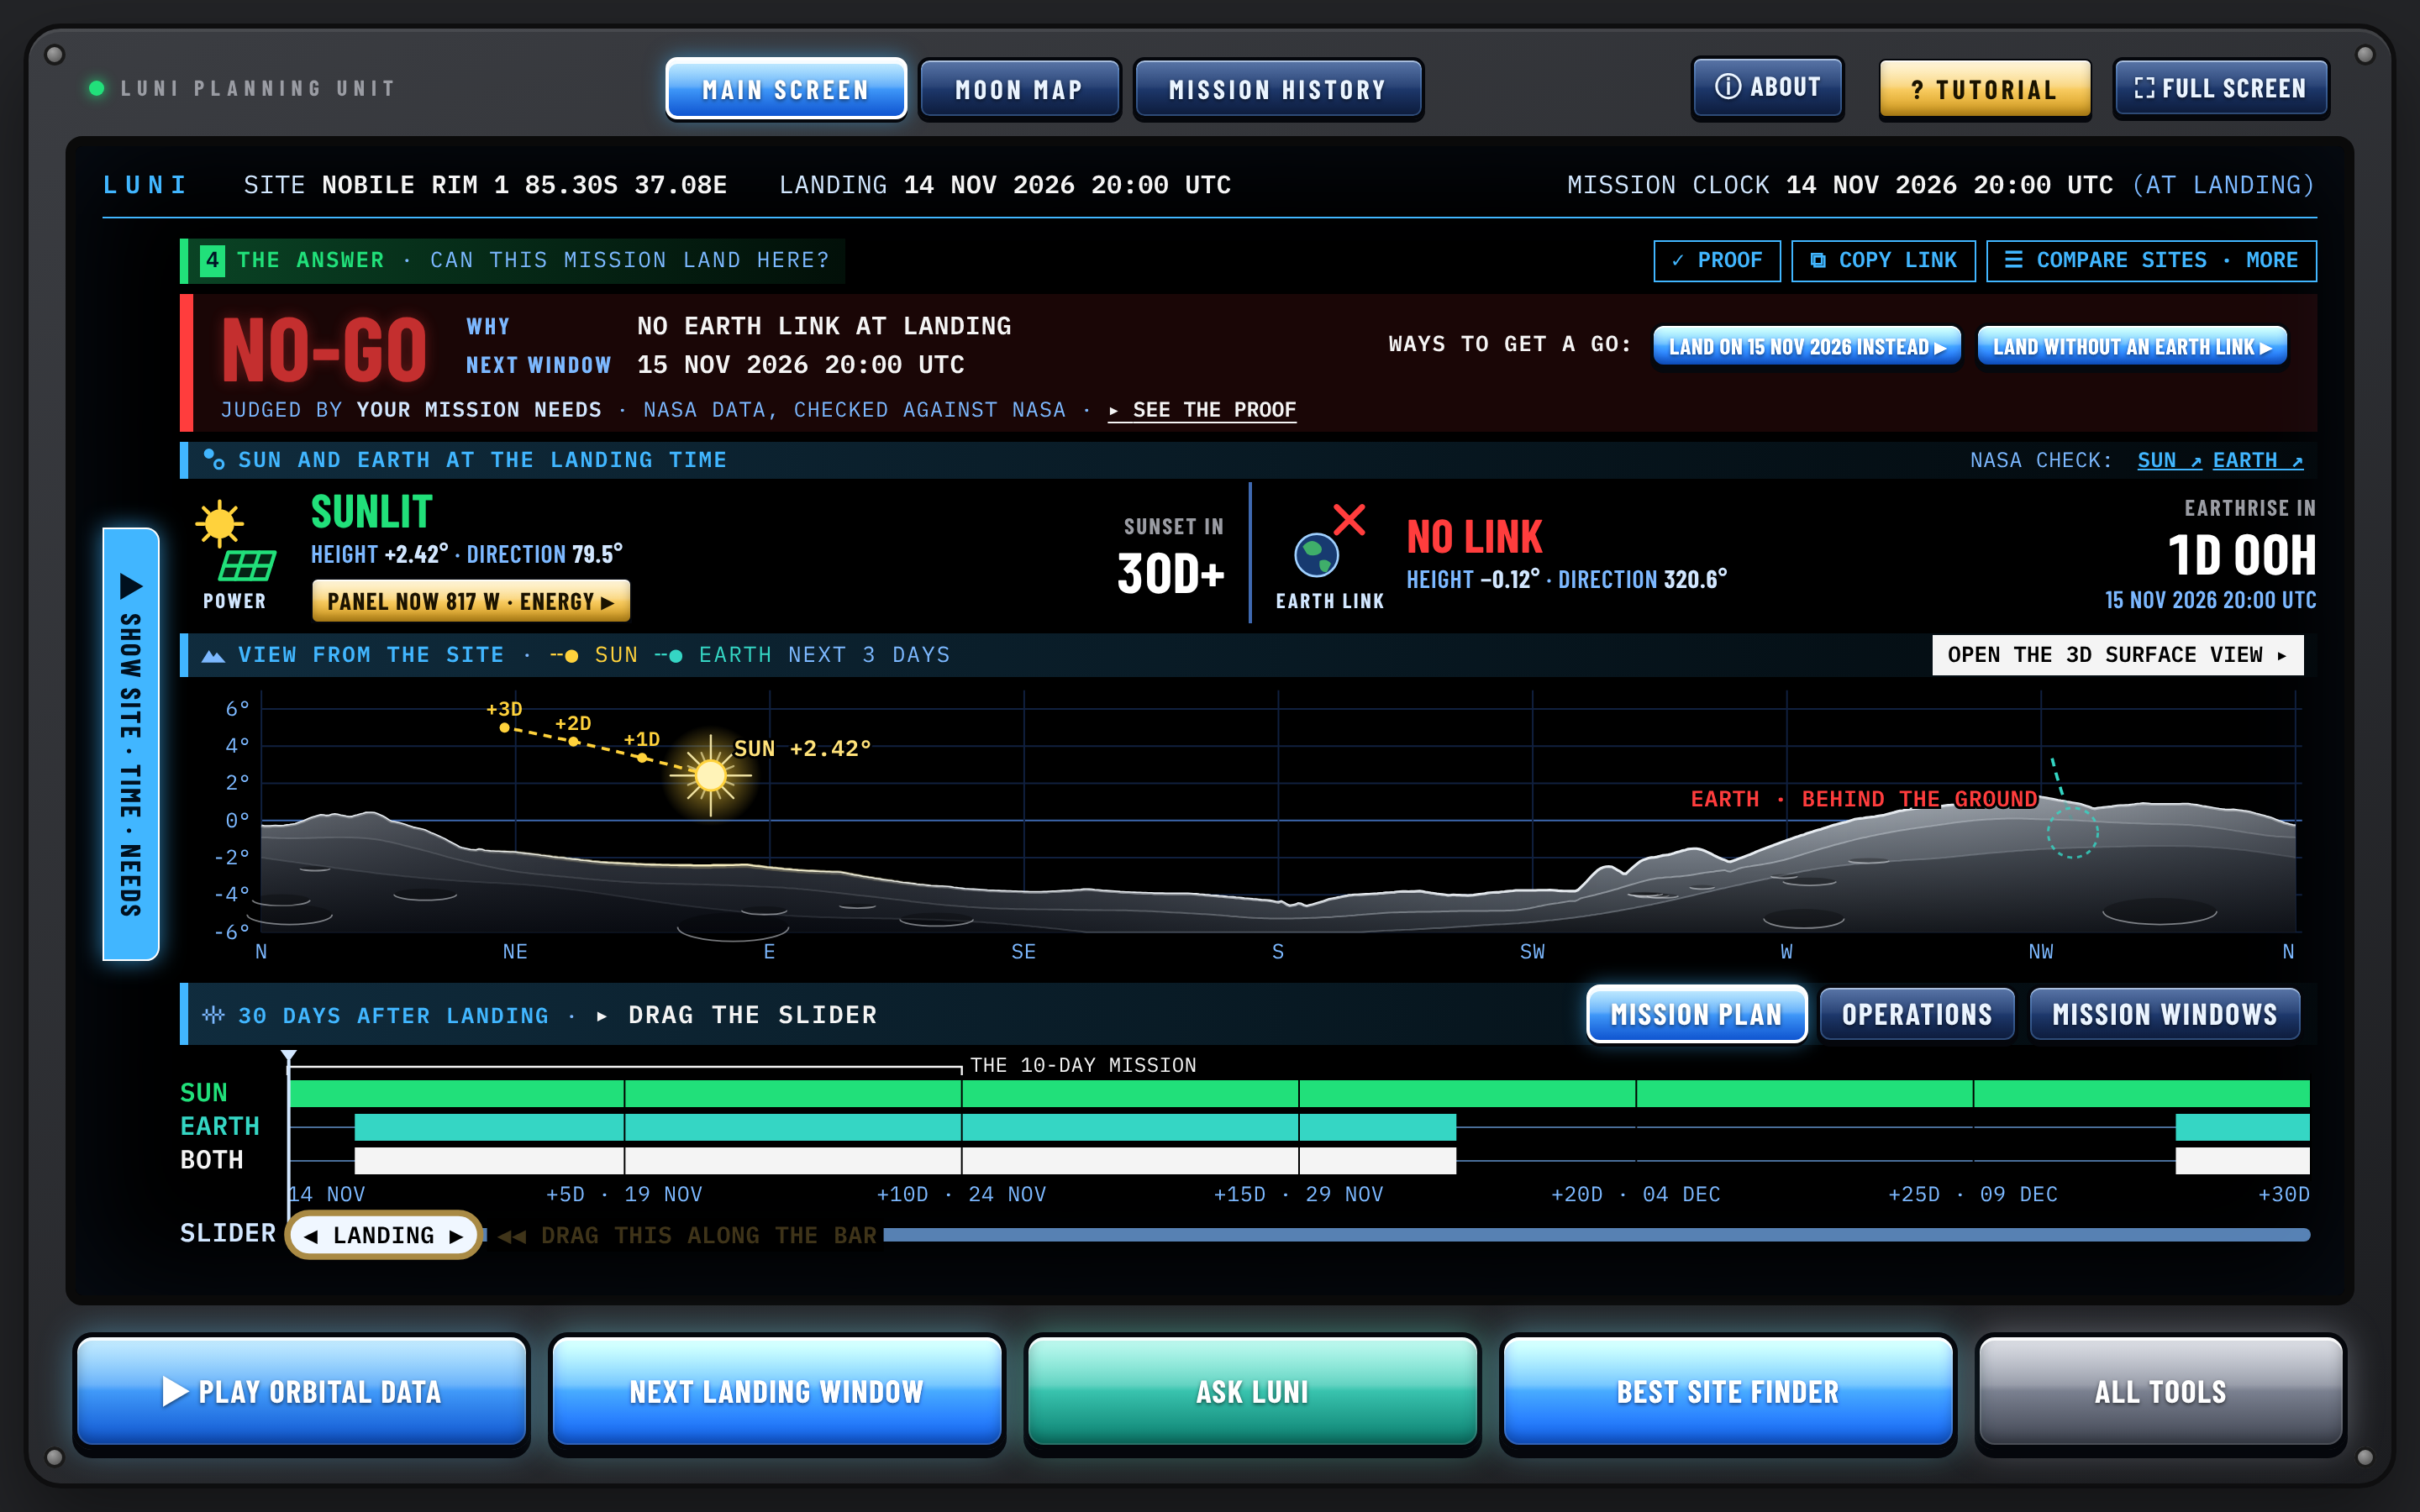 LUNI PLANNING UNIT
MAIN SCREEN
MOON MAP
MISSION HISTORY
ⓘ ABOUT
? TUTORIAL
⛶ FULL SCREEN
LUNI SITE NOBILE RIM 1 85.30S 37.08E LANDING 14 NOV 2026 20:00 UTC MISSION CLOCK 14 NOV 2026 20:00 UTC (AT LANDING)
4 THE ANSWER · CAN THIS MISSION LAND HERE?
✓ PROOF
⧉ COPY LINK
☰ COMPARE SITES · MORE
NO-GO
WHY NO EARTH LINK AT LANDING
NEXT WINDOW 15 NOV 2026 20:00 UTC
WAYS TO GET A GO: LAND ON 15 NOV 2026 INSTEAD ▸ LAND WITHOUT AN EARTH LINK ▸
JUDGED BY YOUR MISSION NEEDS · NASA DATA, CHECKED AGAINST NASA · ▸ SEE THE PROOF
SUN AND EARTH AT THE LANDING TIME
NASA CHECK: SUN ↗ EARTH ↗
POWER
SUNLIT
HEIGHT +2.42° · DIRECTION 79.5°
PANEL NOW 817 W · ENERGY ▸
SUNSET IN
30D+
EARTH LINK
NO LINK
HEIGHT −0.12° · DIRECTION 320.6°
EARTHRISE IN
1D 00H
15 NOV 2026 20:00 UTC
▶ SHOW SITE · TIME · NEEDS
VIEW FROM THE SITE · SUN EARTH NEXT 3 DAYS
OPEN THE 3D SURFACE VIEW ▸
6°
4°
2°
0°
-2°
-4°
-6°
+3D
+2D
+1D
SUN +2.42°
EARTH · BEHIND THE GROUND
N NE E SE S SW W NW N
30 DAYS AFTER LANDING · ▸ DRAG THE SLIDER
MISSION PLAN
OPERATIONS
MISSION WINDOWS
THE 10-DAY MISSION
SUN
EARTH
BOTH
14 NOV +5D · 19 NOV +10D · 24 NOV +15D · 29 NOV +20D · 04 DEC +25D · 09 DEC +30D
SLIDER ◂ LANDING ▸ ◂◂ DRAG THIS ALONG THE BAR
▶ PLAY ORBITAL DATA
NEXT LANDING WINDOW
ASK LUNI
BEST SITE FINDER
ALL TOOLS